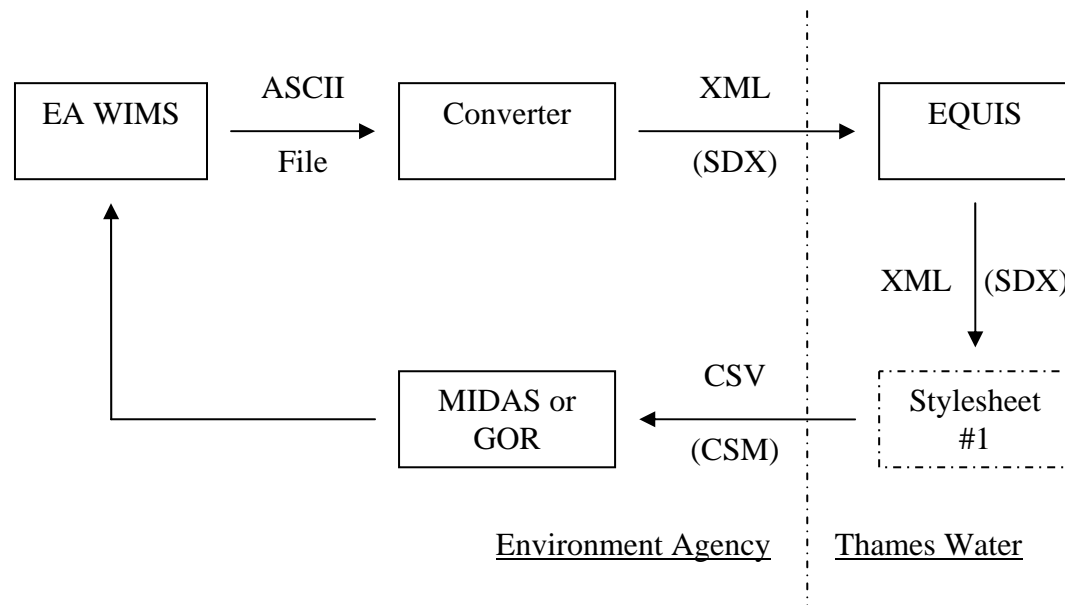 ASCII
XML
EA WIMS
Converter
EQUIS
File
(SDX)
XML
(SDX)
CSV
MIDAS or
GOR
Stylesheet
#1
(CSM)
Environment Agency
Thames Water